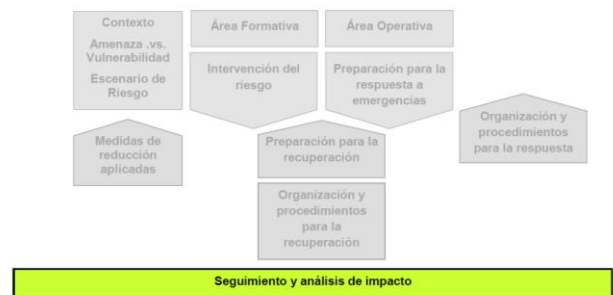 Contexto
Amenaza .vs.
Vulnerabilidad
Escenario de
Riesgo
Área Formativa
Área Operativa
Intervención del
riesgo
Preparación para la
respuesta a
emergencias
Medidas de
reducción
aplicadas
Preparación para la
recuperación
Organización y
procedimientos
para la respuesta
Organización y
procedimientos
para la
recuperación
Seguimiento y análisis de impacto